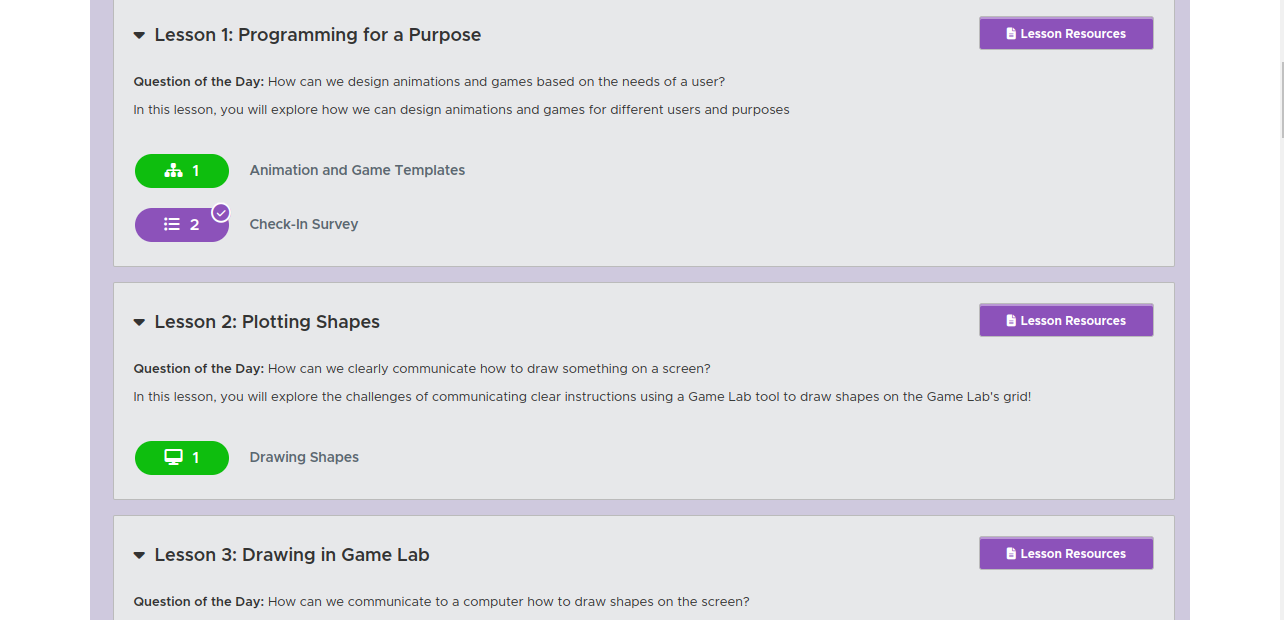 Lesson 1: Programming for a Purpose
Lesson Resources
Question of the Day: How can we design animations and games based on the needs of a user?
In this lesson, you will explore how we can design animations and games for different users and purposes
1 Animation and Game Templates
2 Check-In Survey
Lesson 2: Plotting Shapes
Lesson Resources
Question of the Day: How can we clearly communicate how to draw something on a screen?
In this lesson, you will explore the challenges of communicating clear instructions using a Game Lab tool to draw shapes on the Game Lab's grid!
1 Drawing Shapes
Lesson 3: Drawing in Game Lab
Lesson Resources
Question of the Day: How can we communicate to a computer how to draw shapes on the screen?